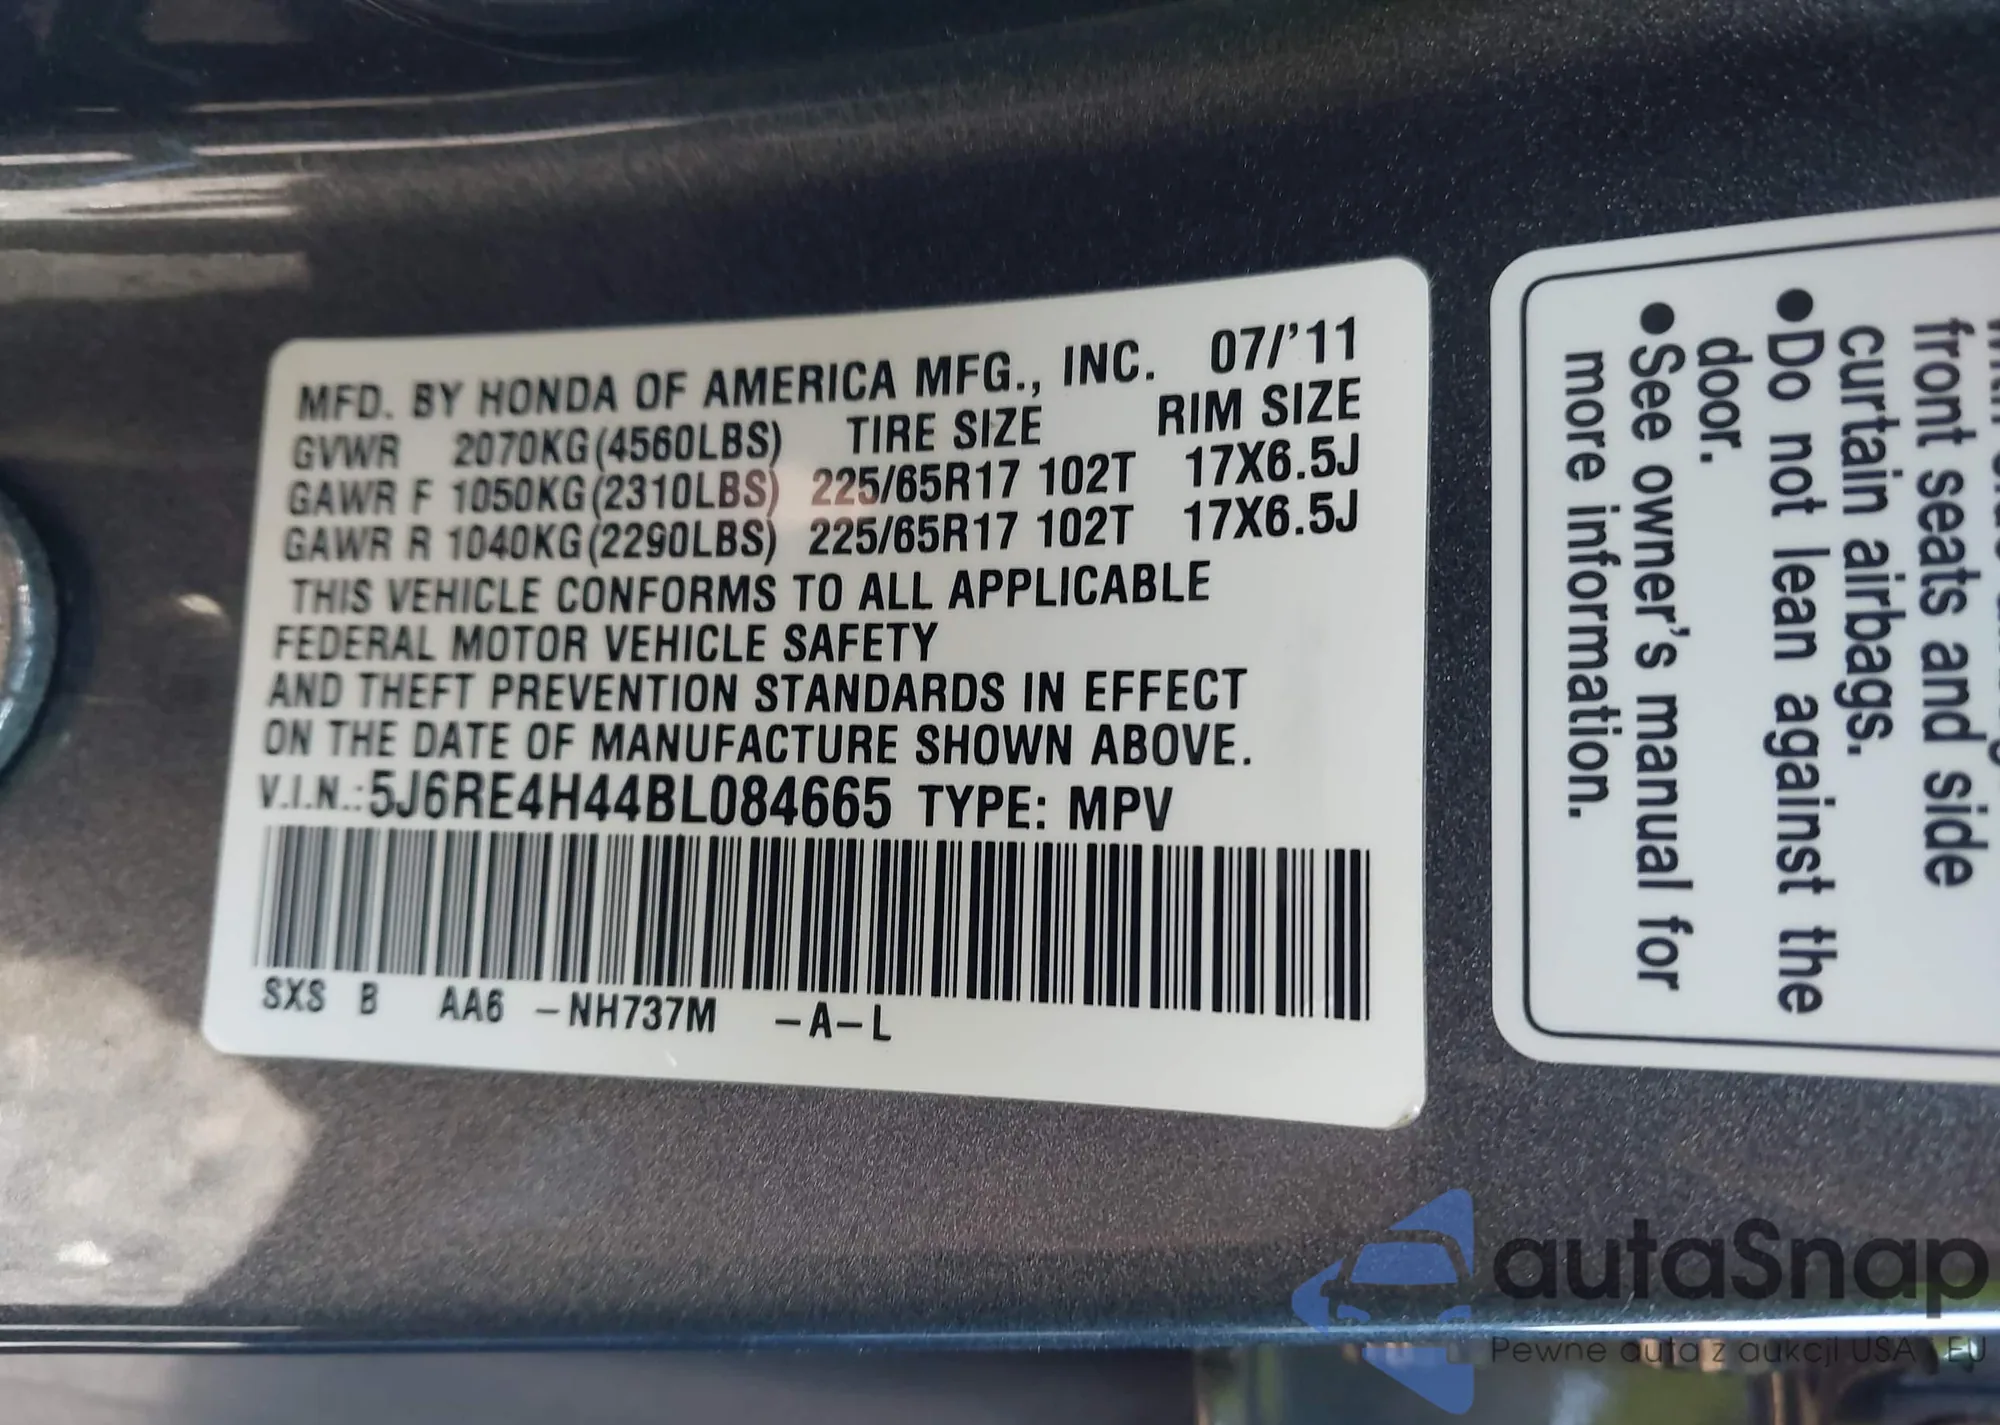 MFD. BY HONDA OF AMERICA MFG., INC. 07/'11
GVWR 2070KG(4560LBS) TIRE SIZE RIM SIZE
GAWR F 1050KG(2310LBS) 225/65R17 102T 17X6.5J
GAWR R 1040KG(2290LBS) 225/65R17 102T 17X6.5J
THIS VEHICLE CONFORMS TO ALL APPLICABLE
FEDERAL MOTOR VEHICLE SAFETY
AND THEFT PREVENTION STANDARDS IN EFFECT
ON THE DATE OF MANUFACTURE SHOWN ABOVE.
V.I.N.:5J6RE4H44BL084665 TYPE: MPV
SXS B AA6 -NH737M -A-L
front seats and side
curtain airbags.
●Do not lean against the
door.
●See owner's manual for
more information.
autaSnap
Pewne auta z aukcji USA EU